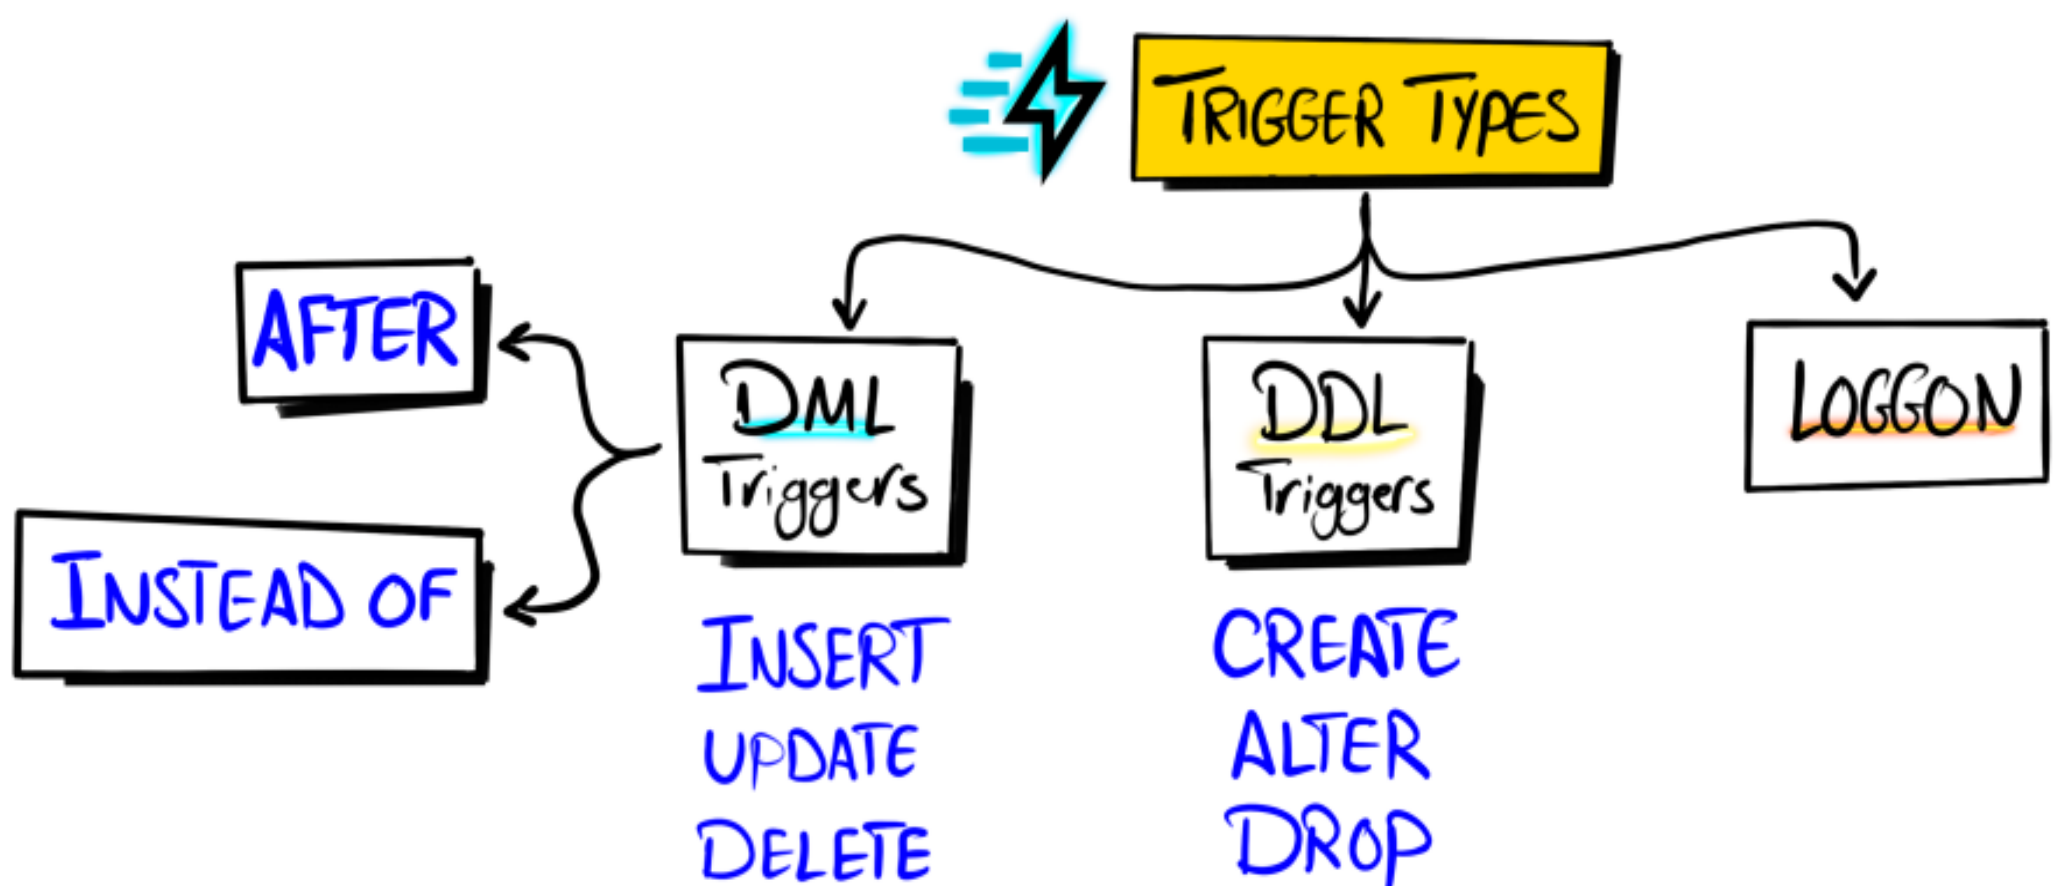 TRIGGER TYPES
AFTER
INSTEAD OF
DML
Triggers
INSERT
UPDATE
DELETE
DDL
Triggers
CREATE
ALTER
DROP
LOGGON